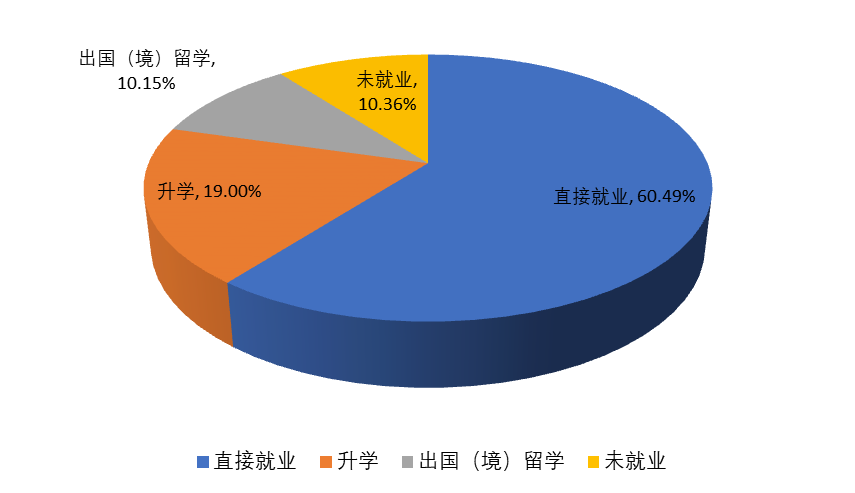 出国（境）留学,
10.15%
未就业,
10.36%
升学, 19.00%
直接就业, 60.49%
直接就业 升学 出国（境）留学 未就业